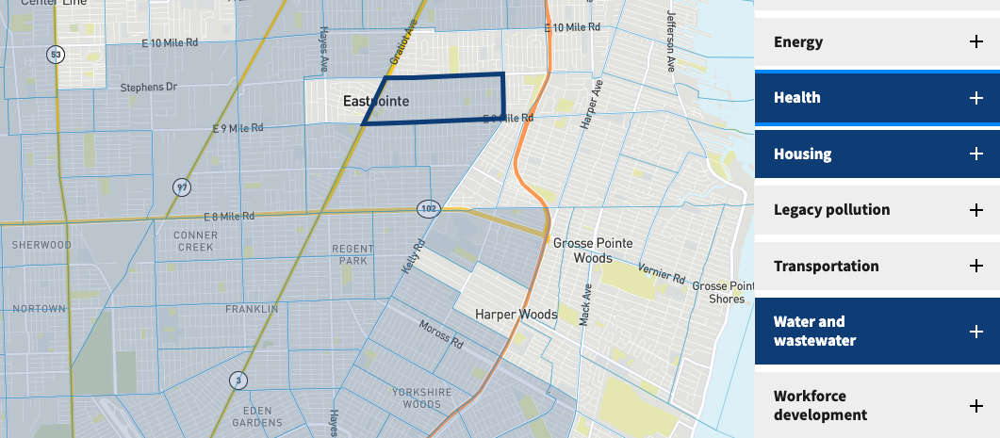 Center Line
E 10 Mile Rd
53
Stephens Dr
Hayes Ave
Gratiot Ave
E 10 Mile Rd
Jefferson Ave
Eastpointe
E 9 Mile Rd
E 9 Mile Rd
Harper Ave
97
102
E 8 Mile Rd
SHERWOOD
CONNER
CREEK
REGENT
PARK
Kelly Rd
Grosse Pointe
Woods
Vernier Rd
Grosse Point
Shores
NORTOWN
FRANKLIN
Harper Woods
Mack Ave
Moross Rd
3
YORKSHIRE
WOODS
EDEN
GARDENS
Hayes
Energy
Health
Housing
Legacy pollution
Transportation
Water and
wastewater
Workforce
development